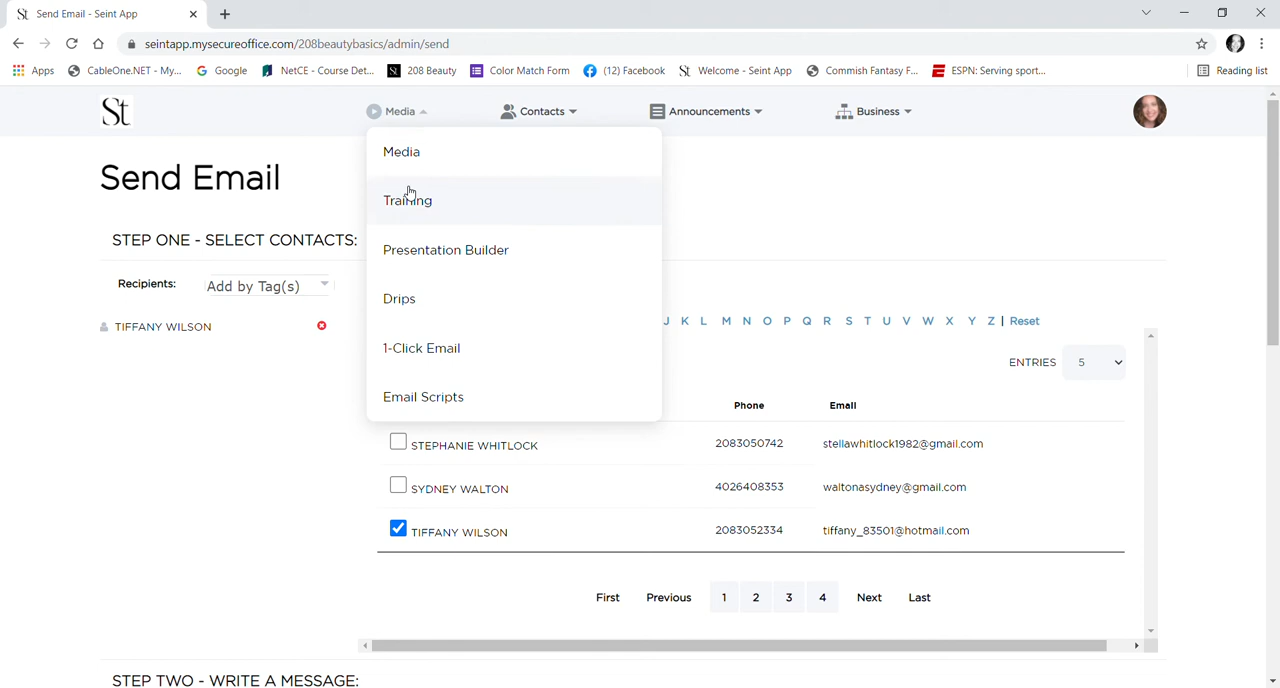 St Send Email - Seint App
seintapp.mysecureoffice.com/208beautybasics/admin/send
Apps CableOne.NET - My... Google NetCE - Course Det... St 208 Beauty Color Match Form (12) Facebook St Welcome - Seint App Commish Fantasy F... ESPN: Serving sport... Reading list
St Media Contacts Announcements Business
Media
Training
Presentation Builder
Drips
1-Click Email
Email Scripts
Send Email
STEP ONE - SELECT CONTACTS:
Recipients: Add by Tag(s)
TIFFANY WILSON
J K L M N O P Q R S T U V W X Y Z | Reset
ENTRIES 5
Phone Email
STEPHANIE WHITLOCK 2083050742 stellawhitlock1982@gmail.com
SYDNEY WALTON 4026408353 waltonasydney@gmail.com
TIFFANY WILSON 2083052334 tiffany_83501@hotmail.com
First Previous 1 2 3 4 Next Last
STEP TWO - WRITE A MESSAGE: